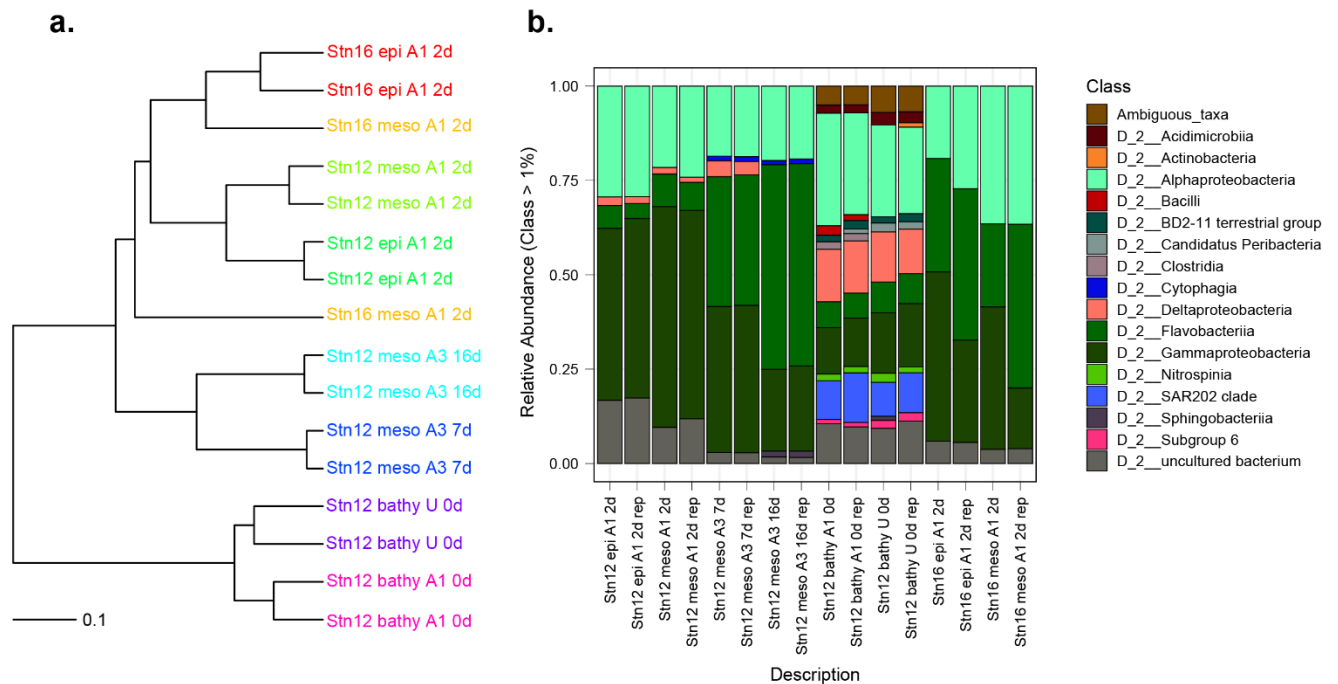 a.
Stn16 epi A1 2d
Stn16 epi A1 2d
Stn16 meso A1 2d
Stn12 meso A1 2d
Stn12 meso A1 2d
Stn12 epi A1 2d
Stn12 epi A1 2d
Stn16 meso A1 2d
Stn12 meso A3 16d
Stn12 meso A3 16d
Stn12 meso A3 7d
Stn12 meso A3 7d
Stn12 bathy U 0d
Stn12 bathy U 0d
Stn12 bathy A1 0d
Stn12 bathy A1 0d
0.1
b.
Relative Abundance (Class > 1%)
1.00
0.75
0.50
0.25
0.00
Stn12 epi A1 2d
Stn12 epi A1 2d rep
Stn12 meso A1 2d
Stn12 meso A1 2d rep
Stn12 meso A3 7d
Stn12 meso A3 7d rep
Stn12 meso A3 16d
Stn12 meso A3 16d rep
Stn12 bathy A1 0d
Stn12 bathy A1 0d rep
Stn12 bathy U 0d
Stn12 bathy U 0d rep
Stn16 epi A1 2d
Stn16 epi A1 2d rep
Stn16 meso A1 2d
Stn16 meso A1 2d rep
Description
Class
Ambiguous_taxa
D_2__Acidimicrobiia
D_2__Actinobacteria
D_2__Alphaproteobacteria
D_2__Bacilli
D_2__BD2-11 terrestrial group
D_2__Candidatus Peribacteria
D_2__Clostridia
D_2__Cytophagia
D_2__Deltaproteobacteria
D_2__Flavobacteriia
D_2__Gammaproteobacteria
D_2__Nitrospinia
D_2__SAR202 clade
D_2__Sphingobacteriia
D_2__Subgroup 6
D_2__uncultured bacterium